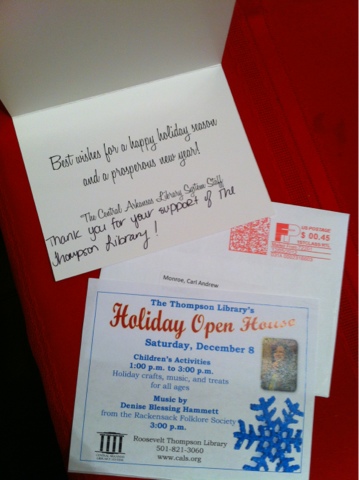 Best wishes for a happy holiday season
and a prosperous new year!
The Central Arkansas Library System Staff
Thank you for your support of The
Thompson Library!
US POSTAGE
$ 00.45
Monroe, Carl Andrew
The Thompson Library's
Holiday Open House
Saturday, December 8
Children's Activities
1:00 p.m. to 3:00 p.m.
Holiday crafts, music, and treats
for all ages
Music by
Denise Blessing Hammett
from the Rackensack Folklore Society
3:00 p.m.
Roosevelt Thompson Library
501-821-3060
www.cals.org